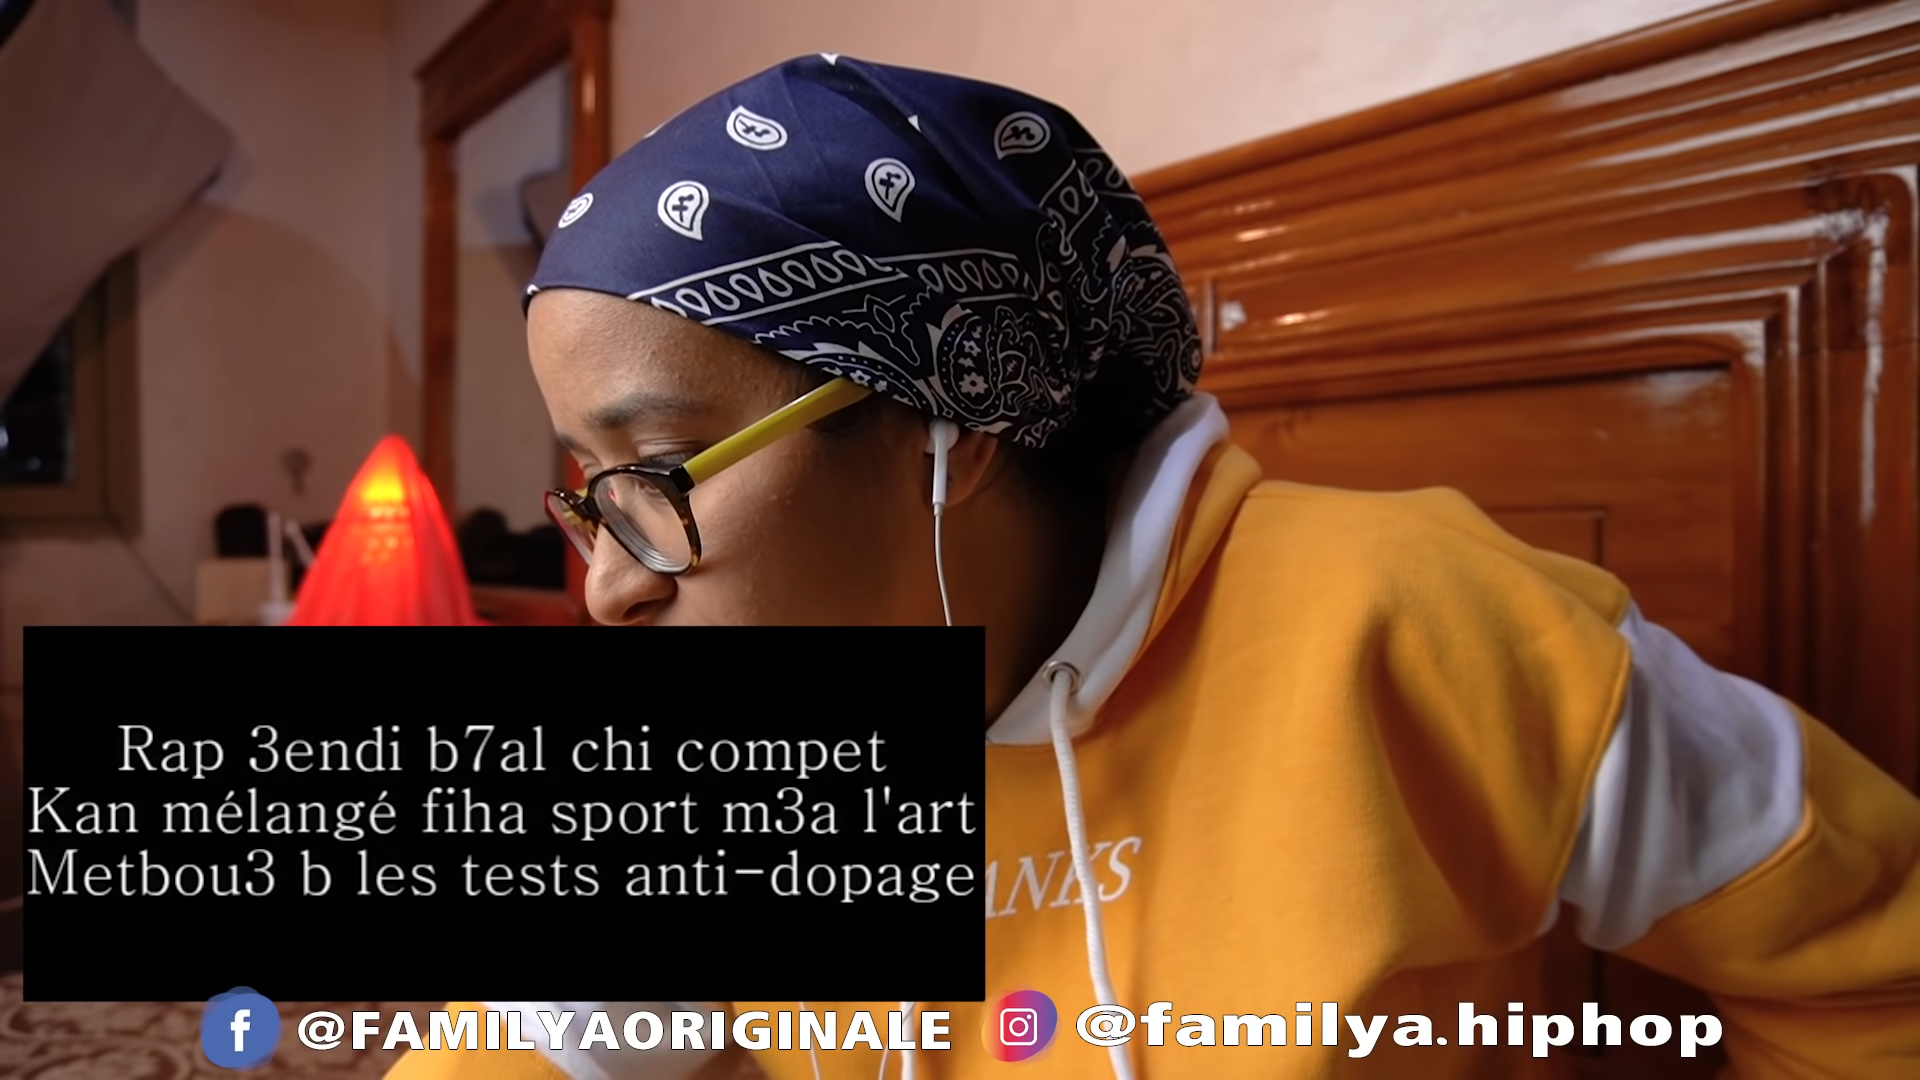 Rap 3endi b7al chi compet
Kan mélangé fiha sport m3a l'art
Metbou3 b les tests anti-dopage
ANKS
@FAMILYAORIGINALE
@familya.hiphop